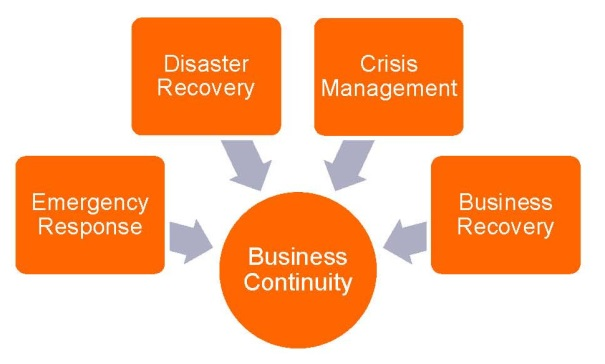 Disaster
Recovery
Crisis
Management
Emergency
Response
Business
Recovery
Business
Continuity